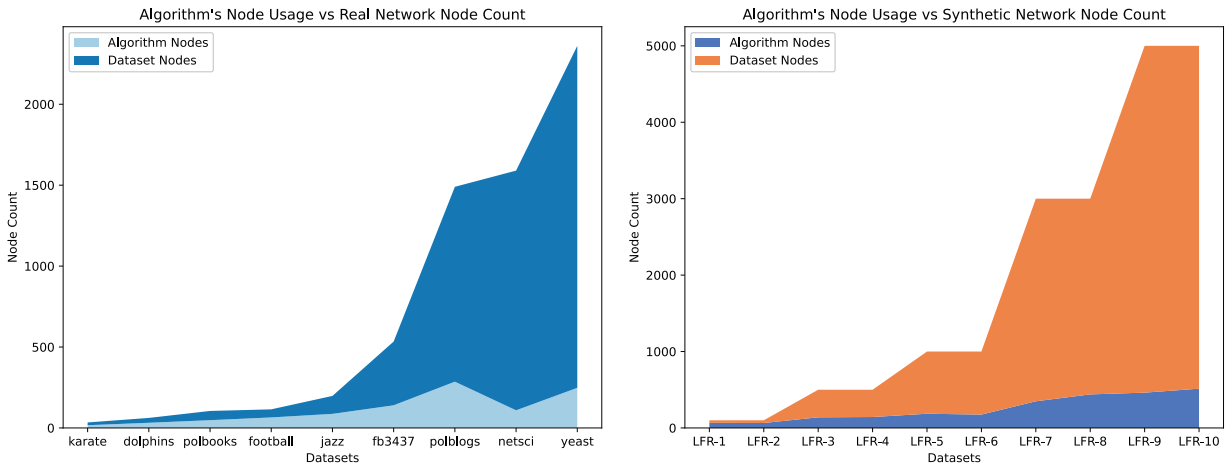 Algorithm's Node Usage vs Real Network Node Count
Algorithm Nodes
Dataset Nodes
2000
1500
1000
500
0
Node Count
karate dolphins polbooks football jazz fb3437 polblogs netsci yeast
Datasets
Algorithm's Node Usage vs Synthetic Network Node Count
Algorithm Nodes
Dataset Nodes
5000
4000
3000
2000
1000
0
Node Count
LFR-1 LFR-2 LFR-3 LFR-4 LFR-5 LFR-6 LFR-7 LFR-8 LFR-9 LFR-10
Datasets